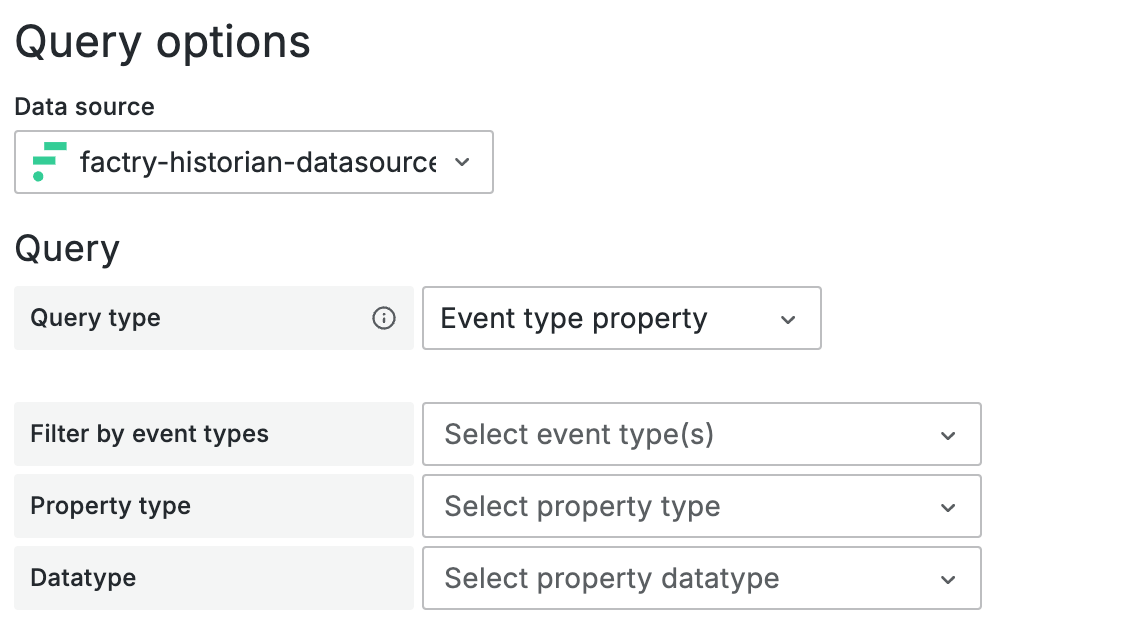 Query options
Data source
factry-historian-datasource
Query
Query type
Event type property
Filter by event types
Select event type(s)
Property type
Select property type
Datatype
Select property datatype